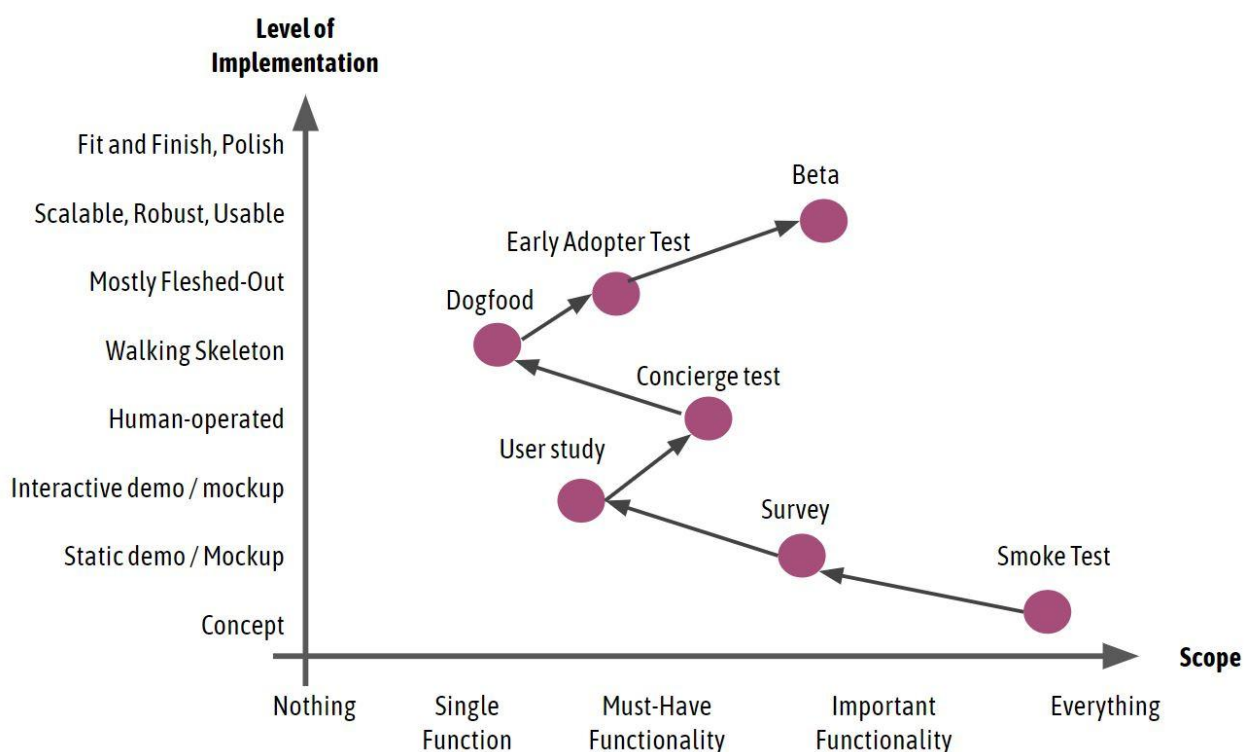 Level of
Implementation
Fit and Finish, Polish
Beta
Scalable, Robust, Usable
Early Adopter Test
Mostly Fleshed-Out
Dogfood
Walking Skeleton
Concierge test
Human-operated
User study
Interactive demo / mockup
Survey
Static demo / Mockup
Smoke Test
Concept
Scope
Nothing
Single
Function
Must-Have
Functionality
Important
Functionality
Everything